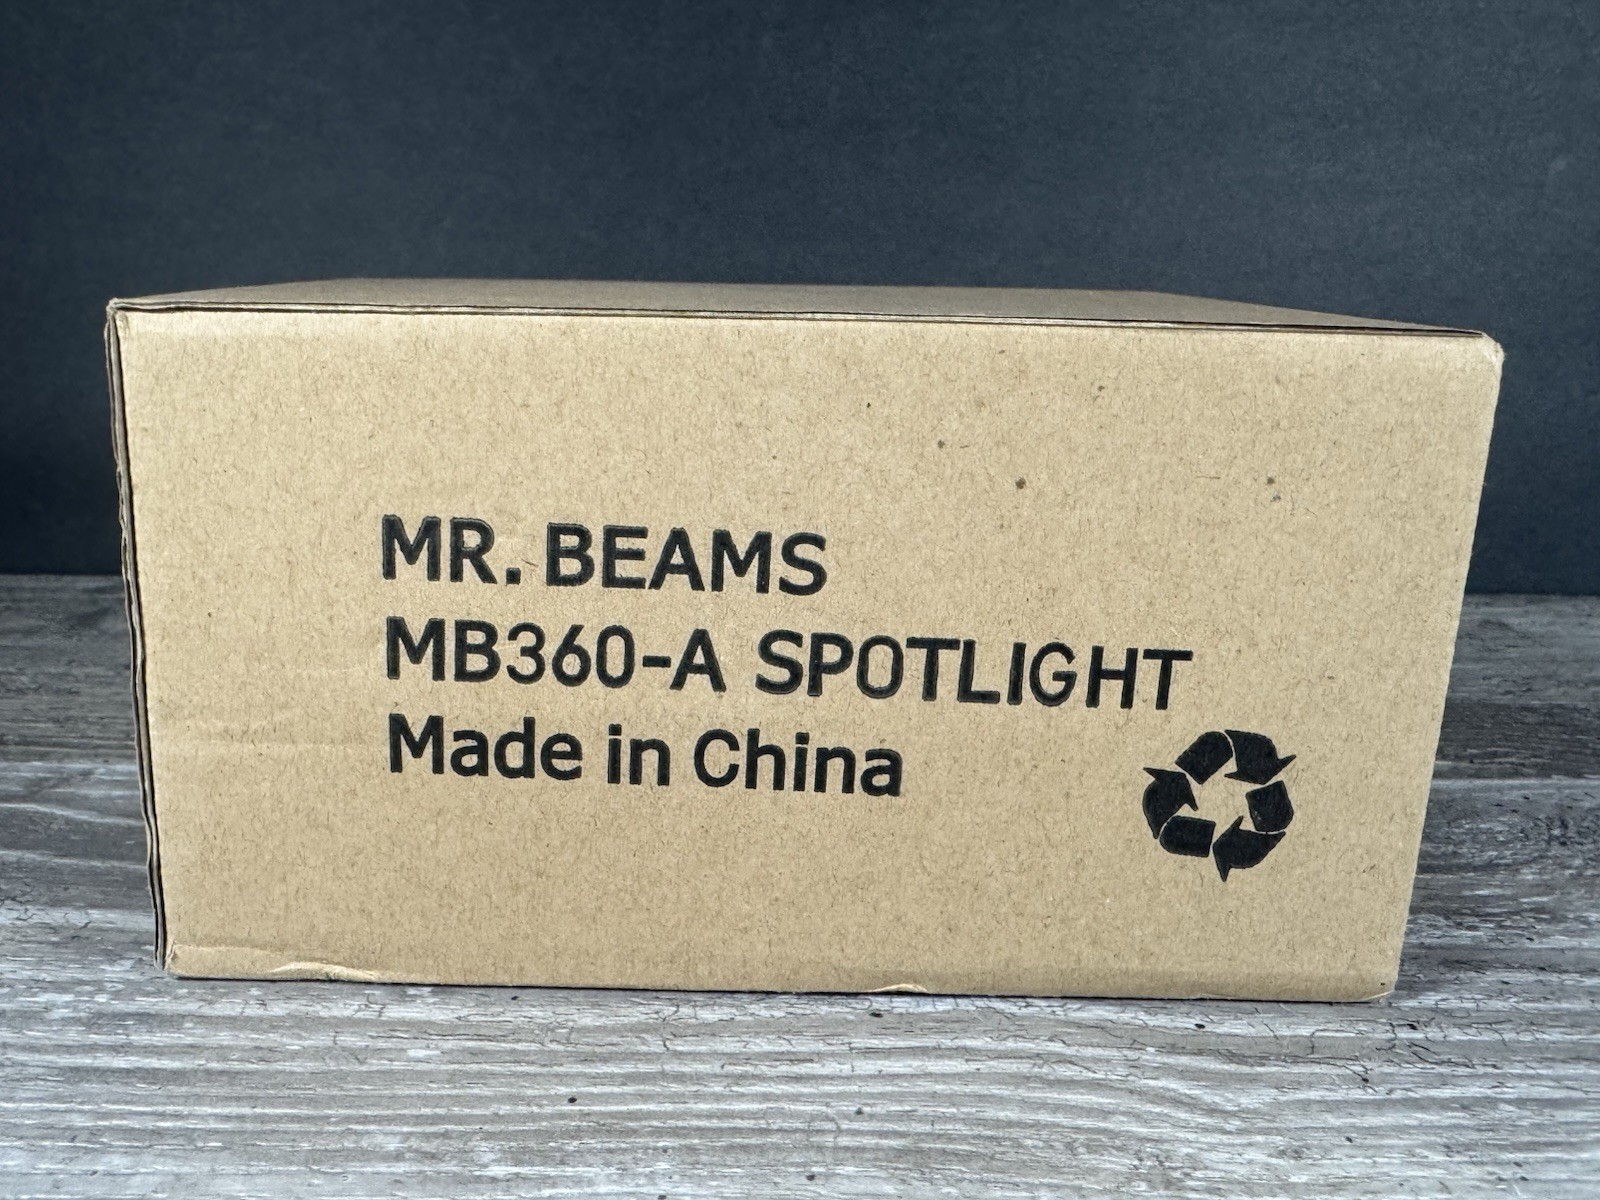 MR. BEAMS
MB360-A SPOTLIGHT
Made in China